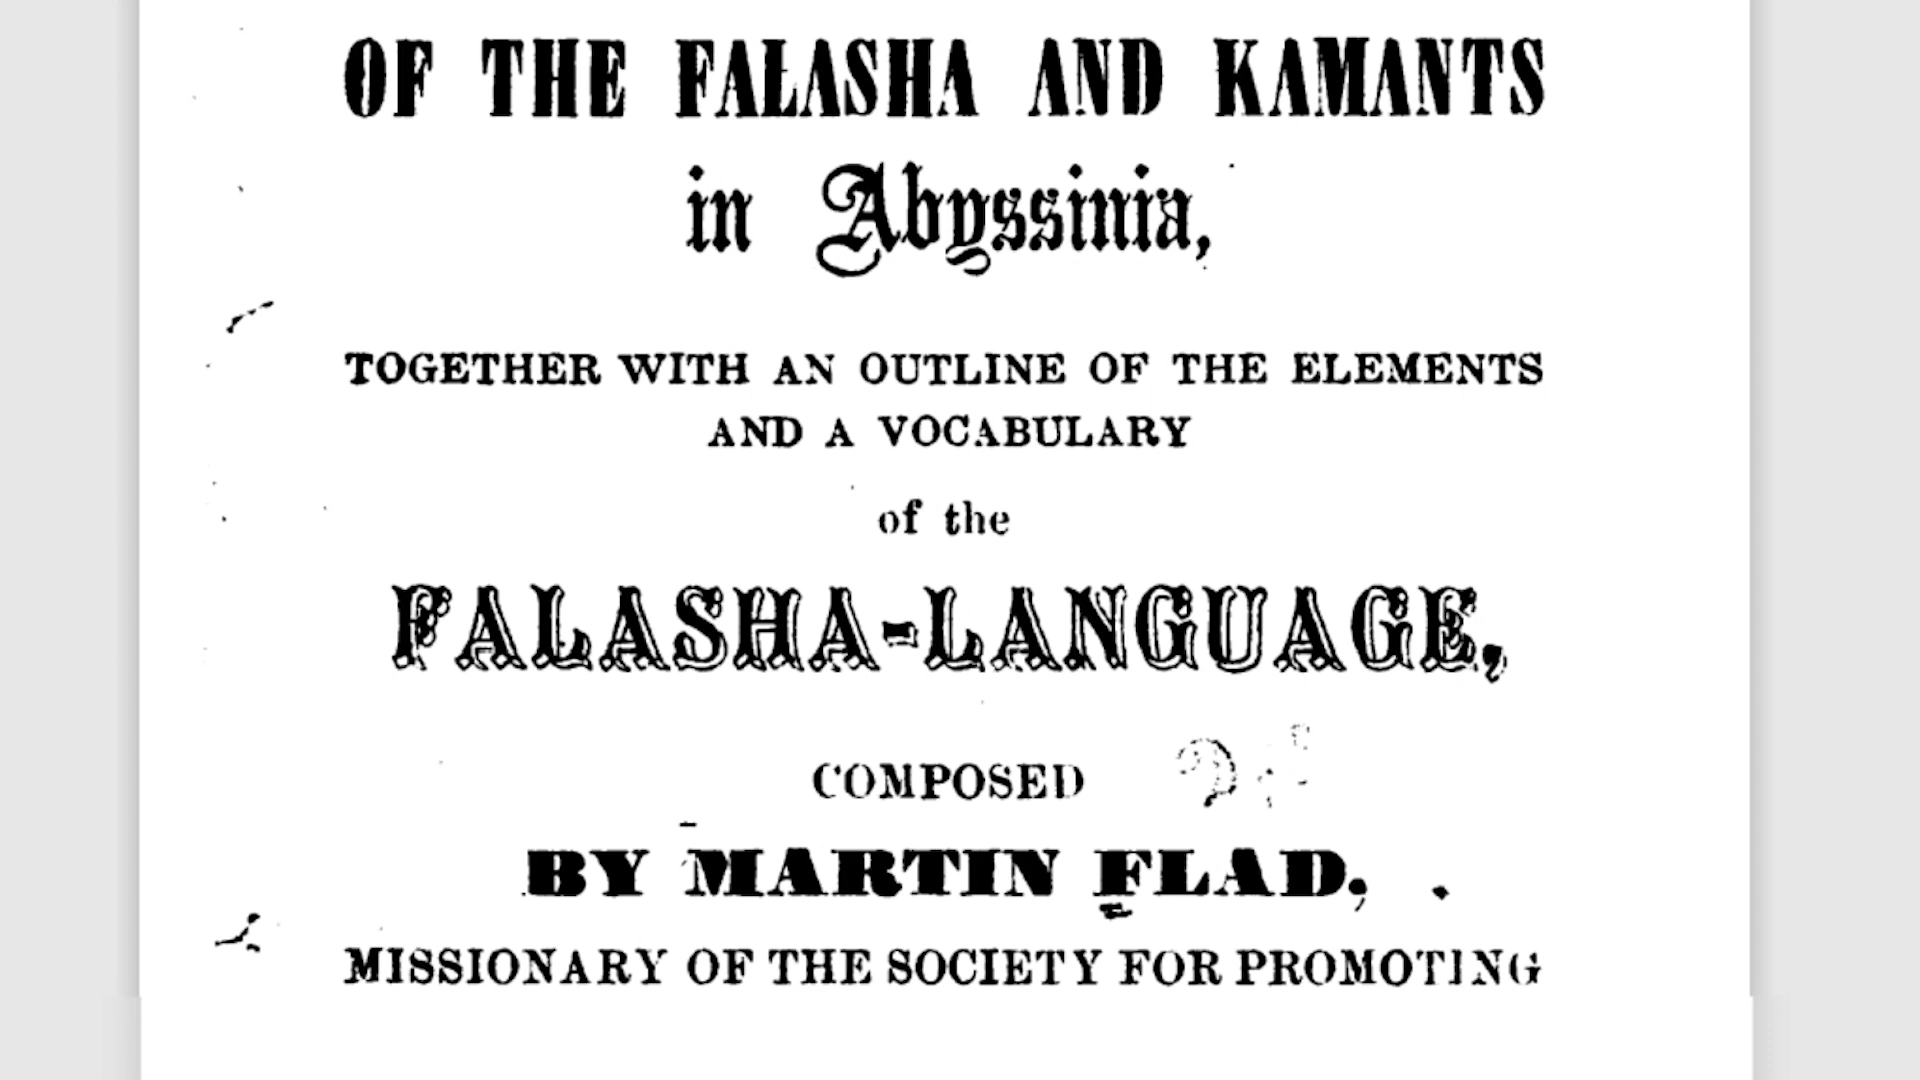 OF THE FALASHA AND KAMANTS
in Abyssinia,
TOGETHER WITH AN OUTLINE OF THE ELEMENTS
AND A VOCABULARY
of the
FALASHA-LANGUAGE,
COMPOSED
BY MARTIN FLAD,
MISSIONARY OF THE SOCIETY FOR PROMOTING